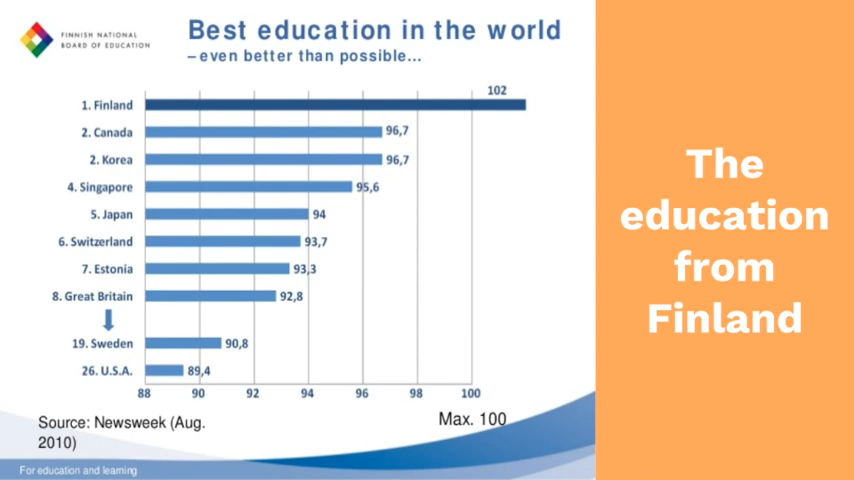 FINNISH NATIONAL
BOARD OF EDUCATION
Best education in the world
– even better than possible...
102
1. Finland
2. Canada 96,7
2. Korea 96,7
4. Singapore 95,6
5. Japan 94
6. Switzerland 93,7
7. Estonia 93,3
8. Great Britain 92,8
19. Sweden 90,8
26. U.S.A. 89,4
88 90 92 94 96 98 100
Source: Newsweek (Aug.
2010)
Max. 100
For education and learning
The
education
from
Finland